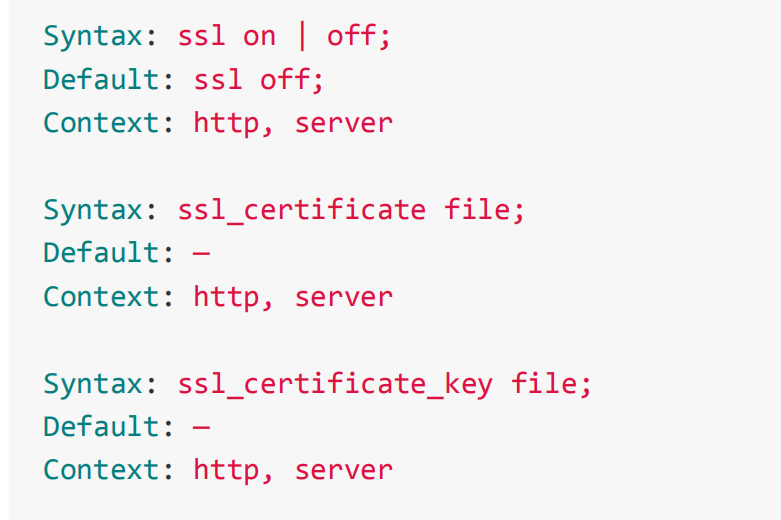 Syntax: ssl on | off;
Default: ssl off;
Context: http, server
Syntax: ssl_certificate file;
Default: —
Context: http, server
Syntax: ssl_certificate_key file;
Default: —
Context: http, server